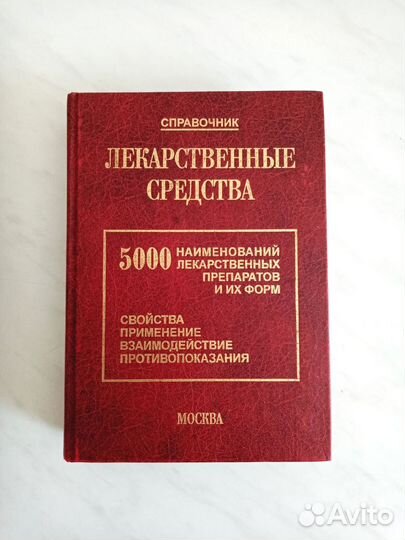 СПРАВОЧНИК
ЛЕКАРСТВЕННЫЕ
СРЕДСТВА
5000 НАИМЕНОВАНИЙ
ЛЕКАРСТВЕННЫХ
ПРЕПАРАТОВ
И ИХ ФОРМ
СВОЙСТВА
ПРИМЕНЕНИЕ
ВЗАИМОДЕЙСТВИЕ
ПРОТИВОПОКАЗАНИЯ
МОСКВА
Avito